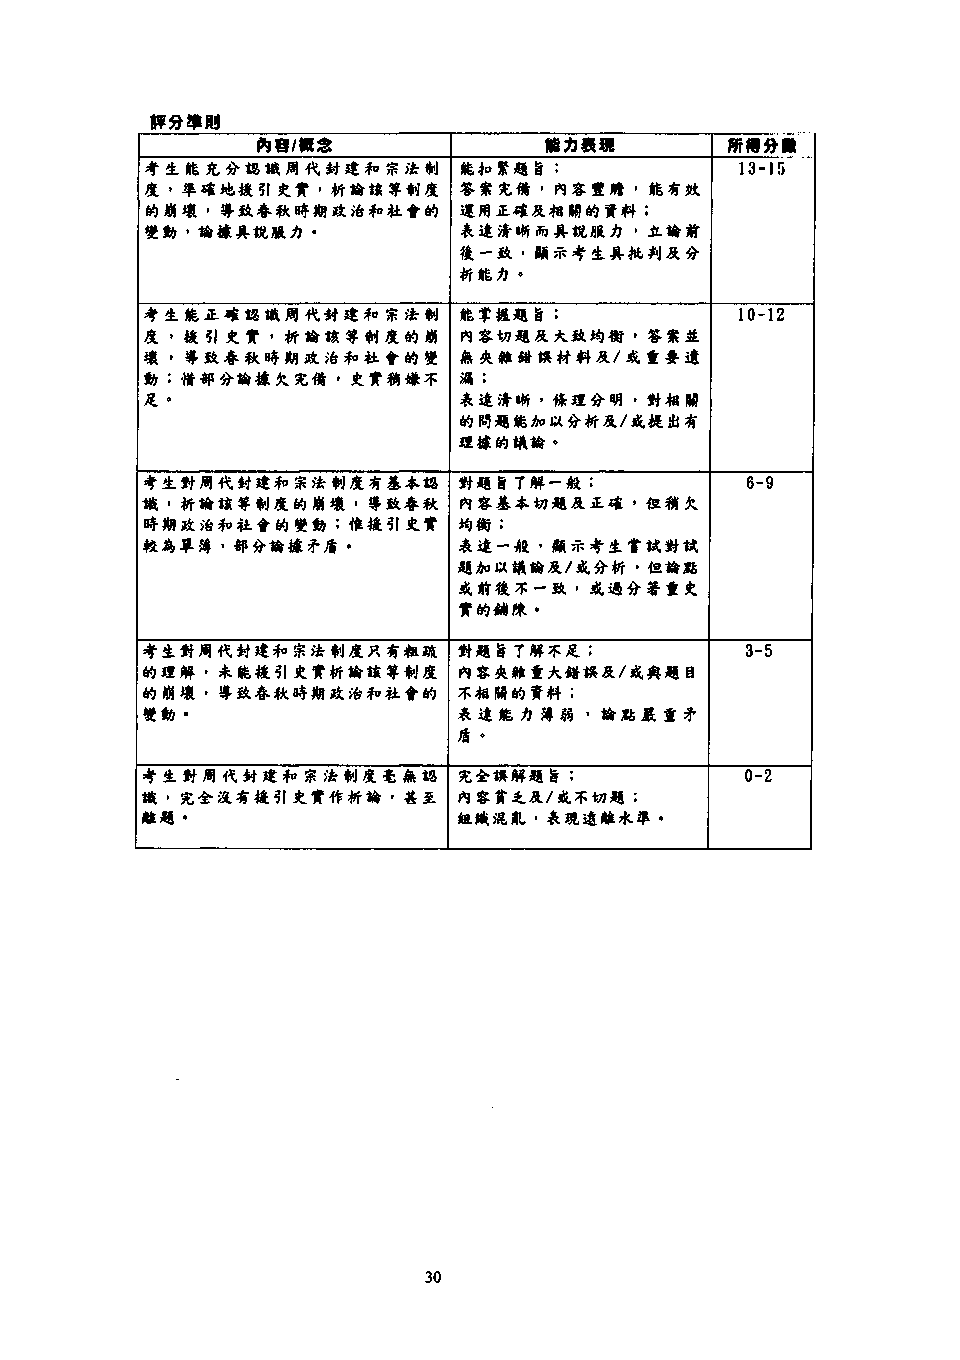 評分準則
內容/概念 能力表現 所得分數
考生能充分認識周代封建和宗法制 能扣緊題旨； 13-15
度，準確地援引史實，析論該等制度 答案完備，內容豐贍，能有效
的崩壞，導致春秋時期政治和社會的 運用正確及相關的資料；
變動，論據具說服力。 表達清晰而具說服力，立論前
後一致，顯示考生具批判及分
析能力。
考生能正確認識周代封建和宗法制 能掌握題旨； 10-12
度，援引史實，析論該等制度的崩 內容切題及大致均衡，答案並
壞，導致春秋時期政治和社會的變 無夾雜錯誤材料及/或重要遺
動；惜部分論據欠完備，史實稍嫌不 漏；
足。 表達清晰，條理分明，對相關
的問題能加以分析及/或提出有
理據的議論。
考生對周代封建和宗法制度有基本認 對題旨了解一般； 6-9
識，析論該等制度的崩壞，導致春秋 內容基本切題及正確，但稍欠
時期政治和社會的變動；惟援引史實 均衡；
較為單薄，部分論據矛盾。 表達一般，顯示考生嘗試對試
題加以議論及/或分析，但論點
或前後不一致，或過分著重史
實的鋪陳。
考生對周代封建和宗法制度只有粗疏 對題旨了解不足； 3-5
的理解，未能援引史實析論該等制度 內容夾雜重大錯誤及/或與題目
的崩壞，導致春秋時期政治和社會的 不相關的資料；
變動。 表達能力薄弱，論點嚴重矛
盾。
考生對周代封建和宗法制度毫無認 完全誤解題旨； 0-2
識，完全沒有援引史實作析論，甚至 內容貧乏及/或不切題；
離題。 組織混亂，表現遠離水準。
30